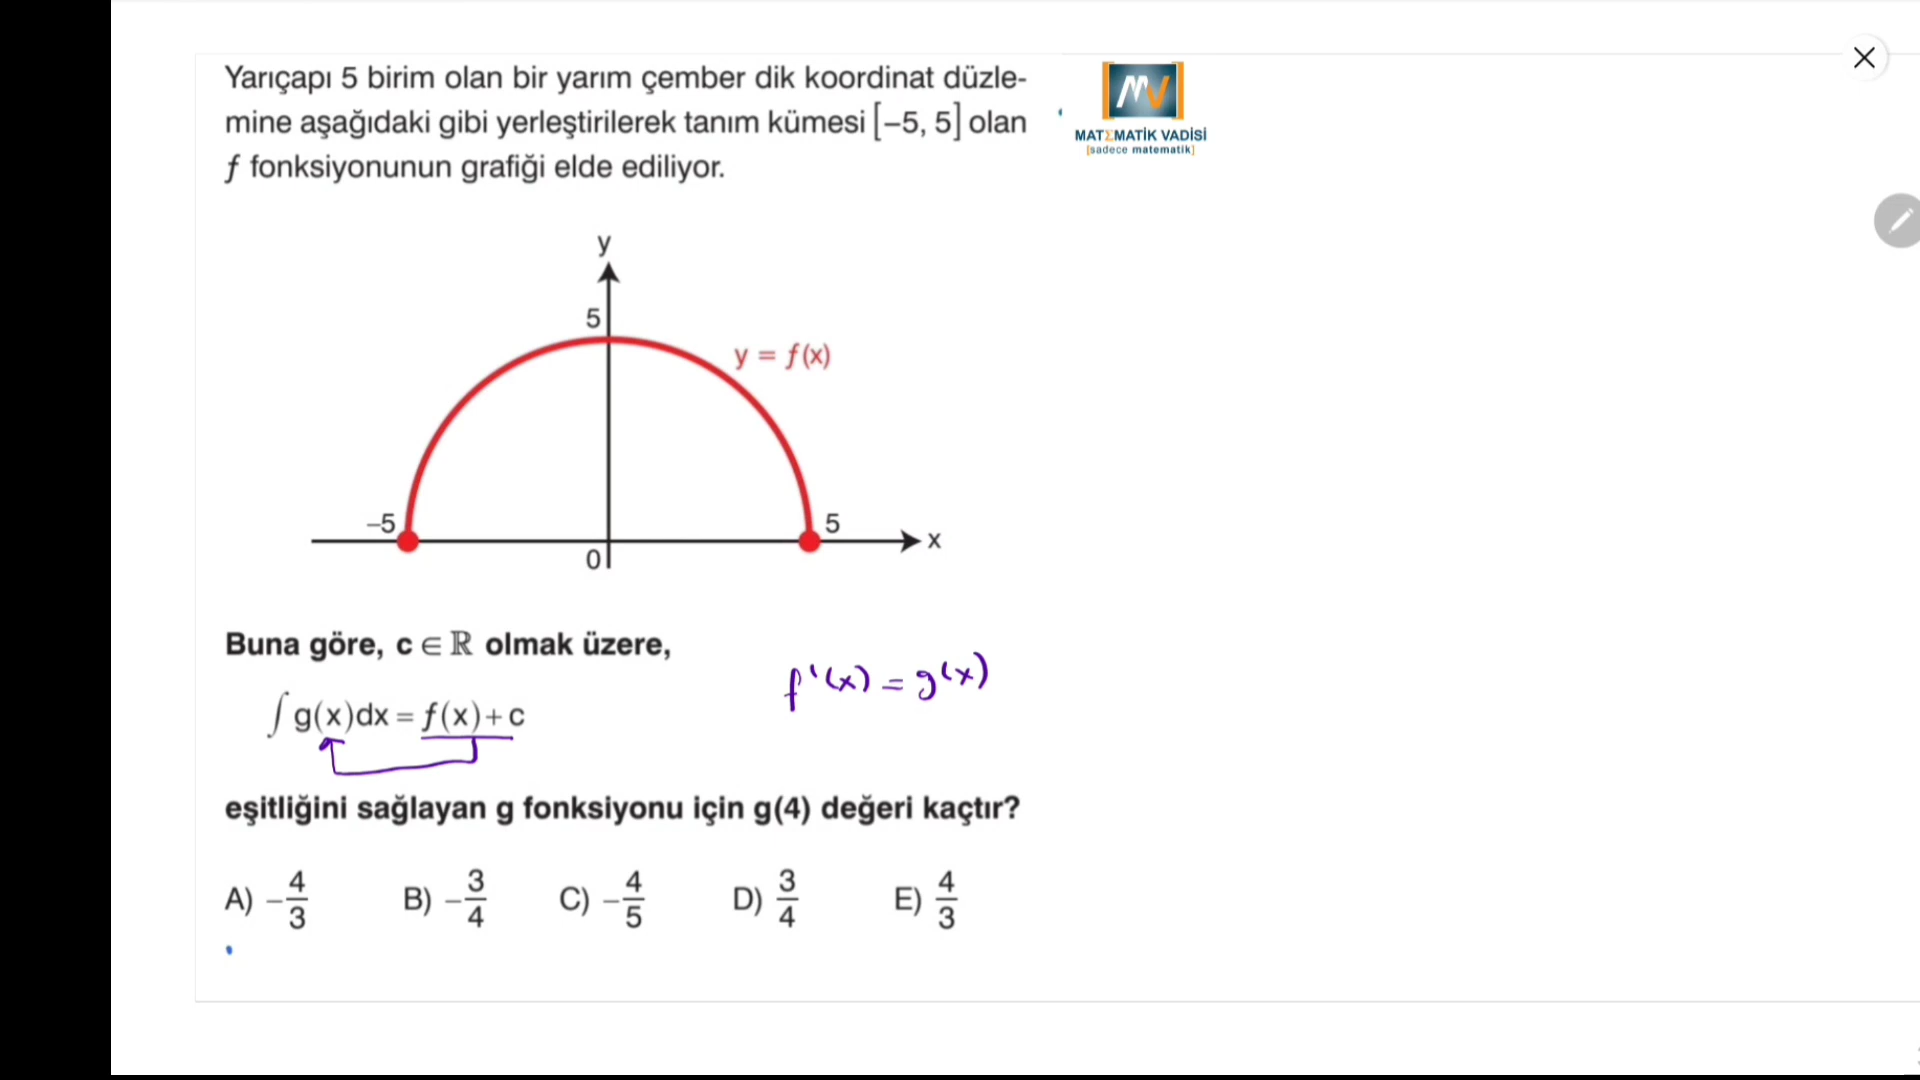 Yarıçapı 5 birim olan bir yarım çember dik koordinat düzle-
mine aşağıdaki gibi yerleştirilerek tanım kümesi [−5, 5] olan
f fonksiyonunun grafiği elde ediliyor.
MV
MATΣMATİK VADİSİ
[sadece matematik]
y
5
y = f(x)
−5
5
x
0
Buna göre, c ∈ ℝ olmak üzere,
f'(x) = g(x)
∫ g(x)dx = f(x) + c
eşitliğini sağlayan g fonksiyonu için g(4) değeri kaçtır?
A) −4/3 B) −3/4 C) −4/5 D) 3/4 E) 4/3